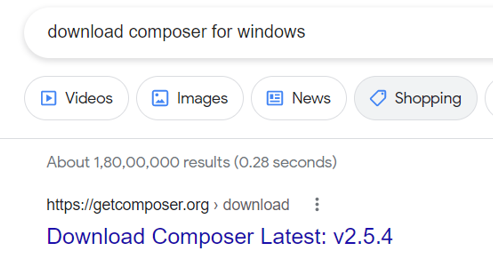 download composer for windows
Videos Images News Shopping
About 1,80,00,000 results (0.28 seconds)
https://getcomposer.org › download
Download Composer Latest: v2.5.4